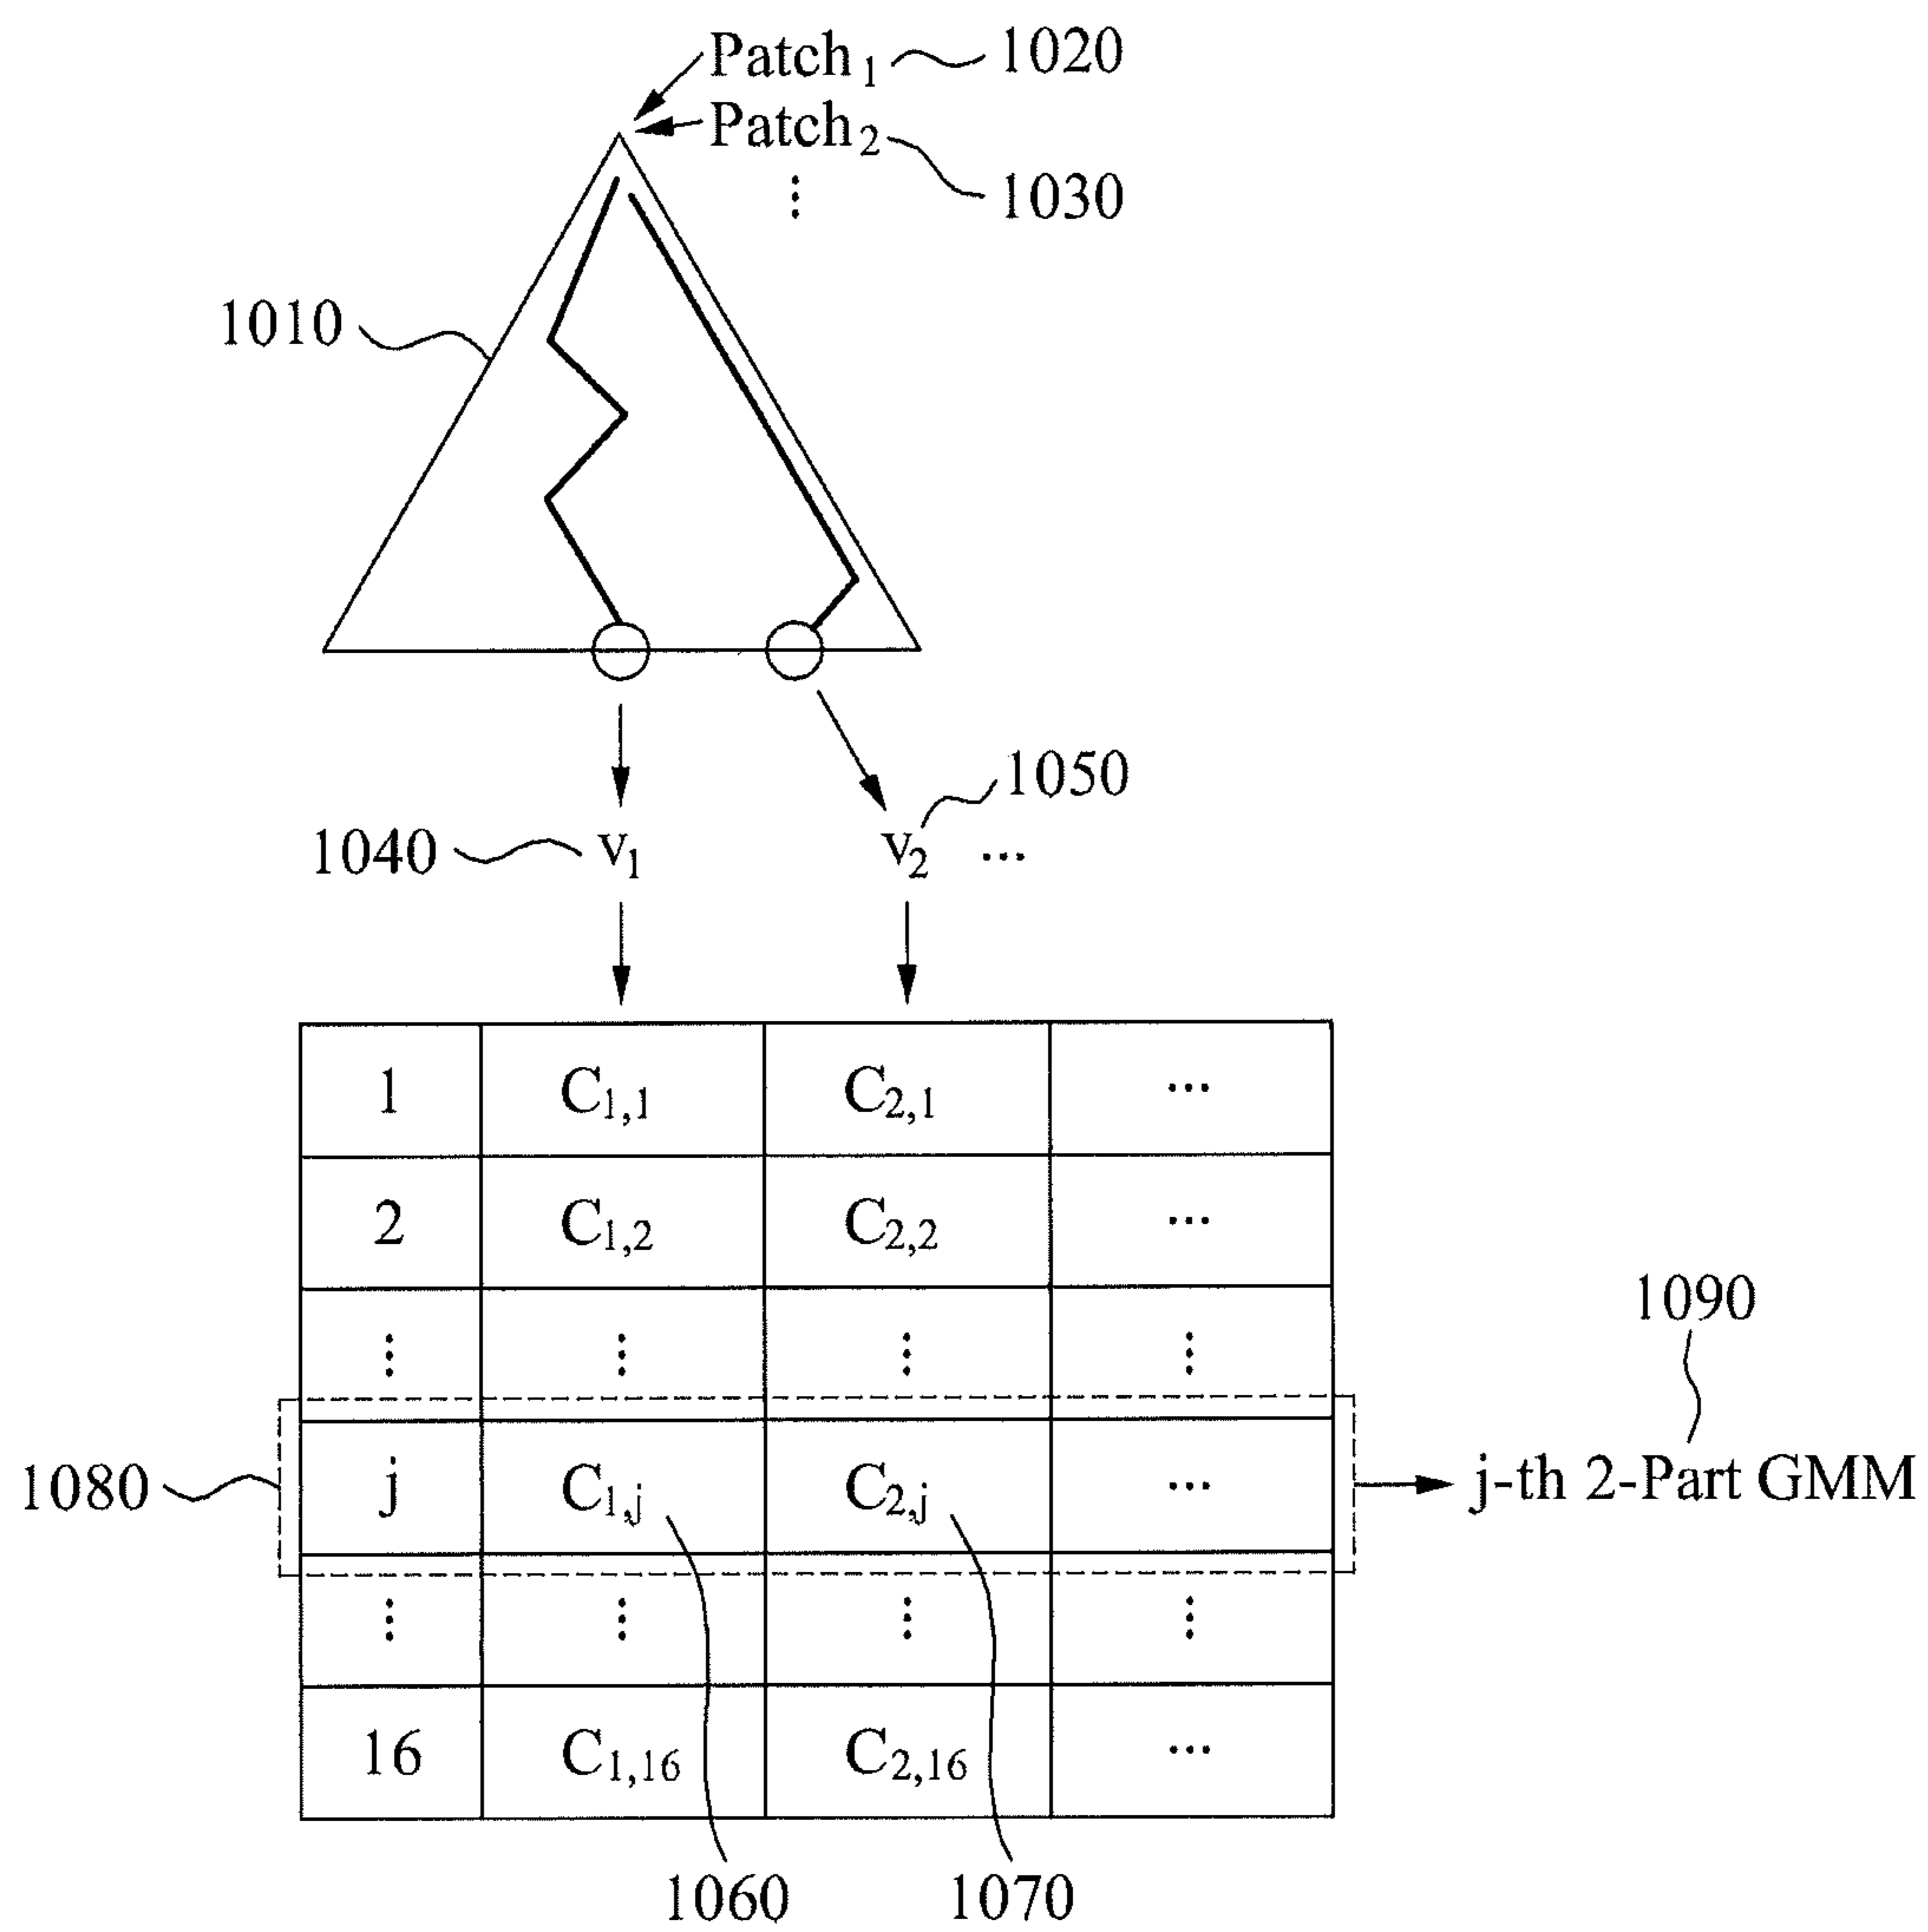 Patch₁ 1020
Patch₂ 1030
⋮
1010
1050
1040 v₁ v₂ ...
1 C₁,₁ C₂,₁ ...
2 C₁,₂ C₂,₂ ...
⋮ ⋮ ⋮ ⋮
1090
1080 j C₁,ⱼ C₂,ⱼ ... j-th 2-Part GMM
⋮ ⋮ ⋮ ⋮
16 C₁,₁₆ C₂,₁₆ ...
1060 1070